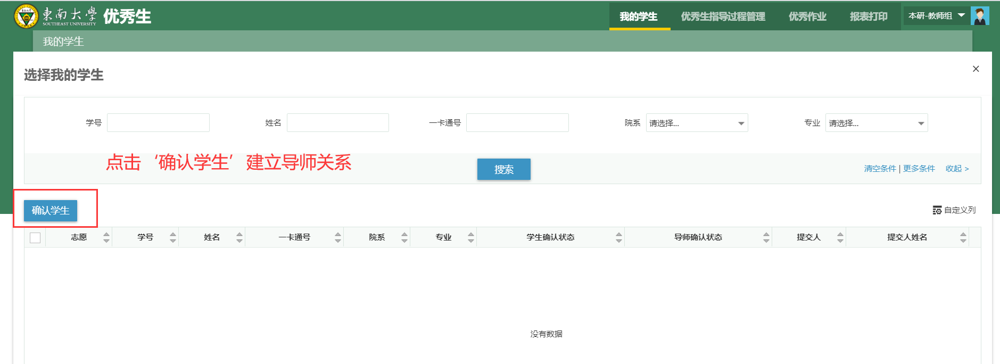 東南大學 优秀生 我的学生 优秀生指导过程管理 优秀作业 报表打印 本研-教师组
SOUTHEAST UNIVERSITY
我的学生
选择我的学生 ×
学号 姓名 一卡通号 院系 请选择... 专业 请选择...
点击‘确认学生’建立导师关系
搜索 清空条件 | 更多条件 收起 >
确认学生 自定义列
志愿 学号 姓名 一卡通号 院系 专业 学生确认状态 导师确认状态 提交人 提交人姓名
没有数据